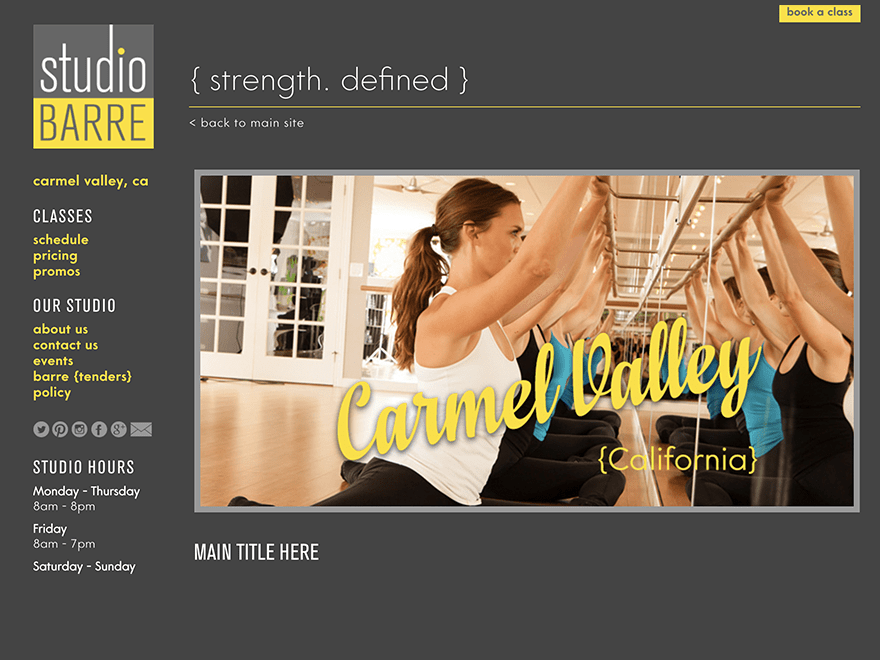 book a class
studio
BARRE
{ strength. defined }
< back to main site
carmel valley, ca
CLASSES
schedule
pricing
promos
OUR STUDIO
about us
contact us
events
barre {tenders}
policy
STUDIO HOURS
Monday - Thursday
8am - 8pm
Friday
8am - 7pm
Saturday - Sunday
Carmel Valley
{California}
MAIN TITLE HERE